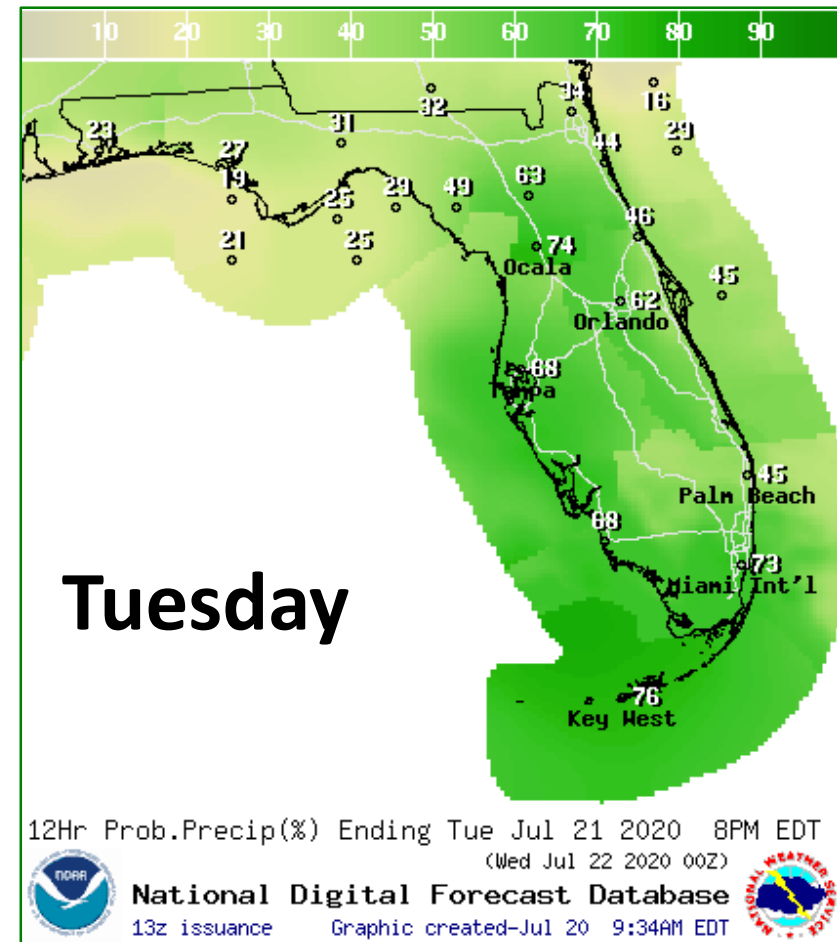 10 20 30 40 50 60 70 80 90
16
32
34
23
31
44
29
27
63
19
25
29
49
46
74
21
25
Ocala
45
62
Orlando
68
Tampa
45
Palm Beach
68
73
Miami Int'l
Tuesday
76
Key West
12Hr Prob.Precip(%) Ending Tue Jul 21 2020 8PM EDT
(Wed Jul 22 2020 00Z)
NOAA
National Digital Forecast Database
13z issuance Graphic created-Jul 20 9:34AM EDT
NATIONAL WEATHER SERVICE